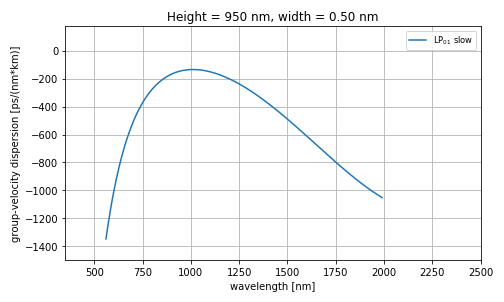 Height = 950 nm, width = 0.50 nm
LP₀₁ slow
group-velocity dispersion [ps/(nm*km)]
0
−200
−400
−600
−800
−1000
−1200
−1400
500 750 1000 1250 1500 1750 2000 2250 2500
wavelength [nm]